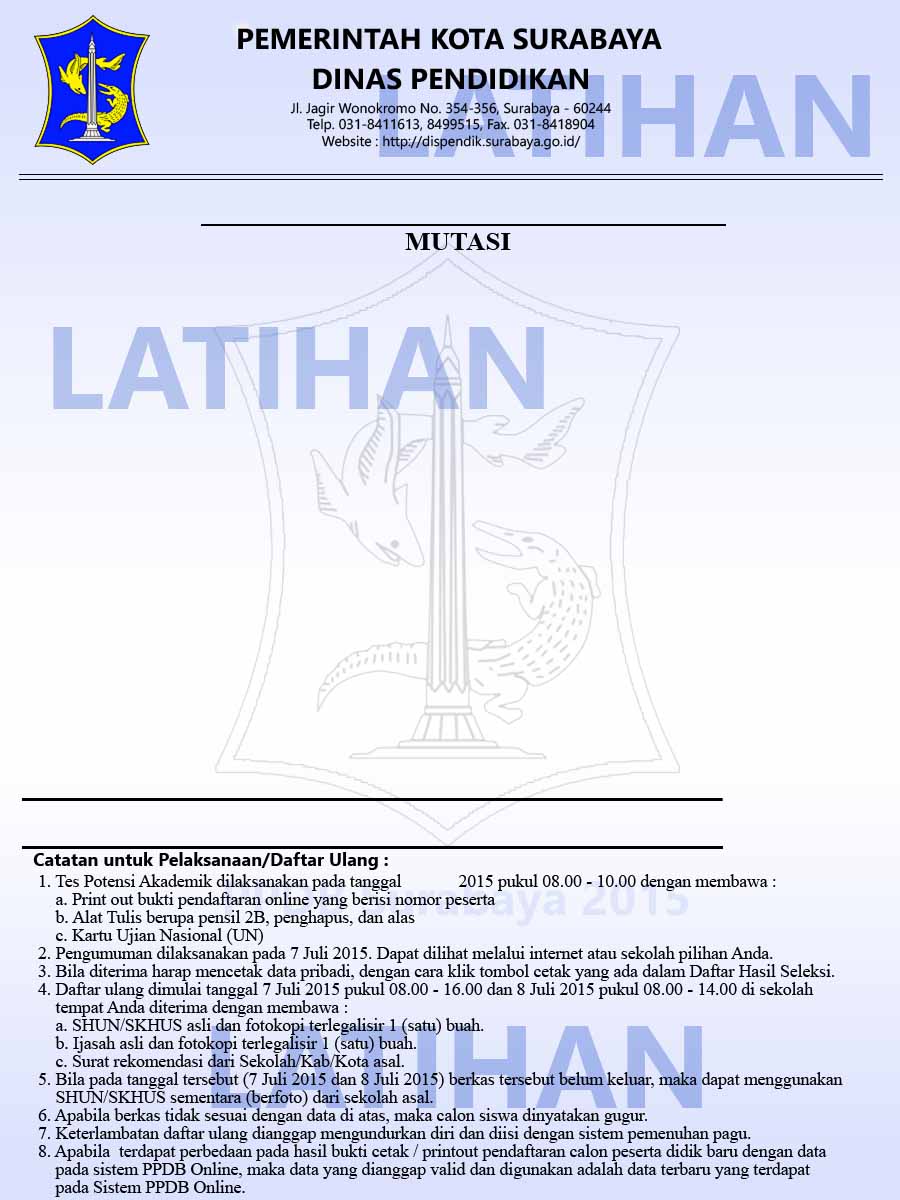 PEMERINTAH KOTA SURABAYA
DINAS PENDIDIKAN
LATIHAN
Jl. Jagir Wonokromo No. 354-356, Surabaya - 60244
Telp. 031-8411613, 8499515, Fax. 031-8418904
Website : http://dispendik.surabaya.go.id/
MUTASI
LATIHAN
Catatan untuk Pelaksanaan/Daftar Ulang :
1. Tes Potensi Akademik dilaksanakan pada tanggal 2015 pukul 08.00 - 10.00 dengan membawa :
a. Print out bukti pendaftaran online yang berisi nomor peserta
PPDB Surabaya 2015
b. Alat Tulis berupa pensil 2B, penghapus, dan alas
c. Kartu Ujian Nasional (UN)
2. Pengumuman dilaksanakan pada 7 Juli 2015. Dapat dilihat melalui internet atau sekolah pilihan Anda.
3. Bila diterima harap mencetak data pribadi, dengan cara klik tombol cetak yang ada dalam Daftar Hasil Seleksi.
4. Daftar ulang dimulai tanggal 7 Juli 2015 pukul 08.00 - 16.00 dan 8 Juli 2015 pukul 08.00 - 14.00 di sekolah
tempat Anda diterima dengan membawa :
a. SHUN/SKHUS asli dan fotokopi terlegalisir 1 (satu) buah.
b. Ijasah asli dan fotokopi terlegalisir 1 (satu) buah.
c. Surat rekomendasi dari Sekolah/Kab/Kota asal.
LATIHAN
5. Bila pada tanggal tersebut (7 Juli 2015 dan 8 Juli 2015) berkas tersebut belum keluar, maka dapat menggunakan
SHUN/SKHUS sementara (berfoto) dari sekolah asal.
6. Apabila berkas tidak sesuai dengan data di atas, maka calon siswa dinyatakan gugur.
7. Keterlambatan daftar ulang dianggap mengundurkan diri dan diisi dengan sistem pemenuhan pagu.
8. Apabila terdapat perbedaan pada hasil bukti cetak / printout pendaftaran calon peserta didik baru dengan data
pada sistem PPDB Online, maka data yang dianggap valid dan digunakan adalah data terbaru yang terdapat
pada Sistem PPDB Online.